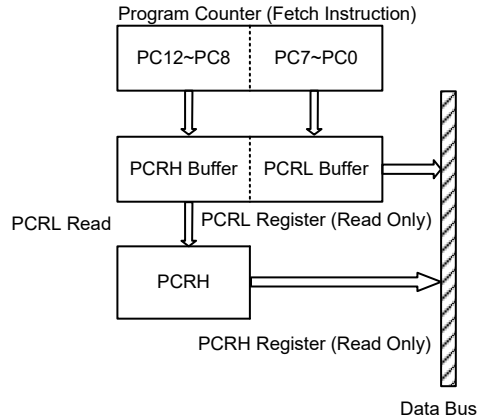 Program Counter (Fetch Instruction)
PC12~PC8 PC7~PC0
PCRH Buffer PCRL Buffer
PCRL Read PCRL Register (Read Only)
PCRH
PCRH Register (Read Only)
Data Bus